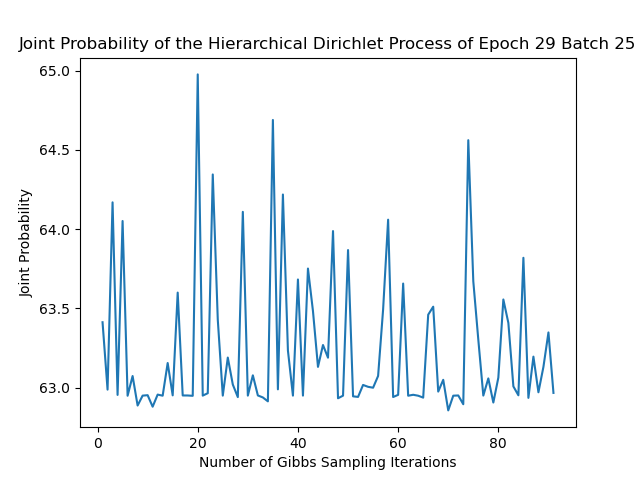 Joint Probability of the Hierarchical Dirichlet Process of Epoch 29 Batch 25
65.0
64.5
64.0
63.5
63.0
Joint Probability
0 20 40 60 80
Number of Gibbs Sampling Iterations